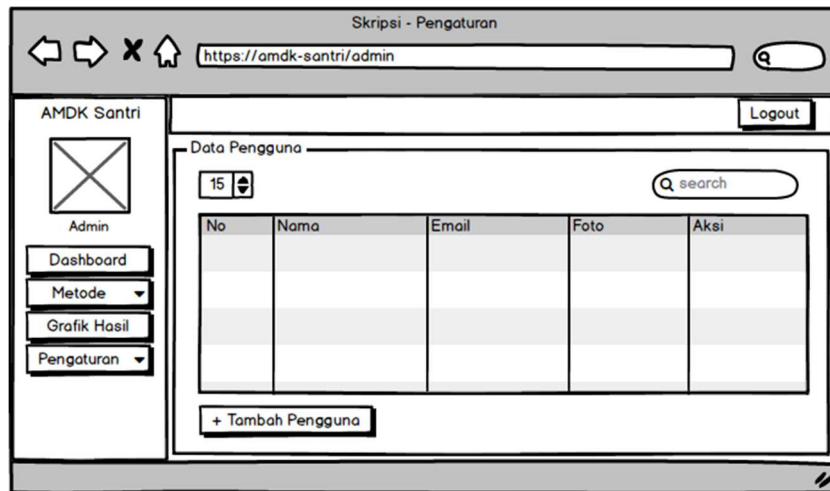 Skripsi - Pengaturan
https://amdk-santri/admin
AMDK Santri
Logout
Admin
Dashboard
Metode
Grafik Hasil
Pengaturan
Data Pengguna
15
search
No Nama Email Foto Aksi
+ Tambah Pengguna